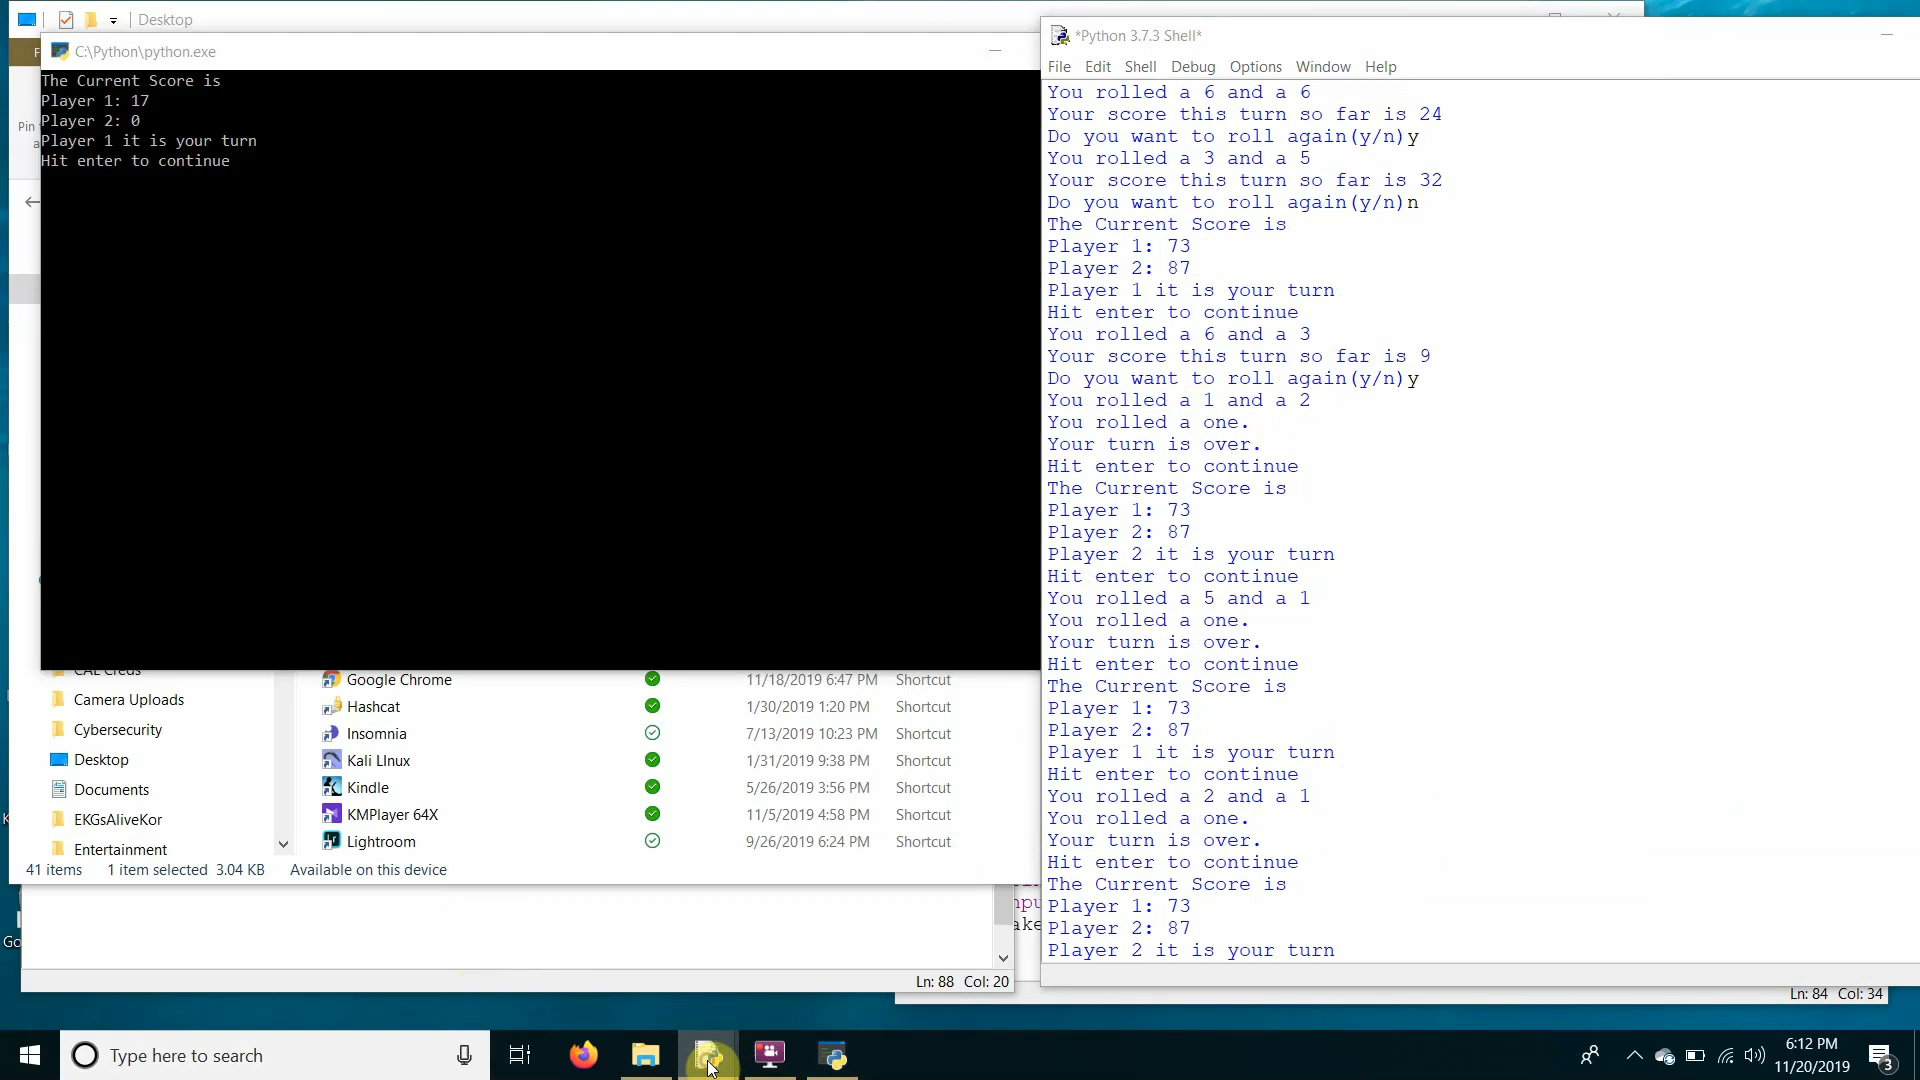 Desktop
C:\Python\python.exe
The Current Score is
Player 1: 17
Player 2: 0
Player 1 it is your turn
Hit enter to continue
Pin
Camera Uploads
Cybersecurity
Desktop
Documents
EKGsAliveKor
Entertainment
Google Chrome 11/18/2019 6:47 PM Shortcut
Hashcat 1/30/2019 1:20 PM Shortcut
Insomnia 7/13/2019 10:23 PM Shortcut
Kali LInux 1/31/2019 9:38 PM Shortcut
Kindle 5/26/2019 3:56 PM Shortcut
KMPlayer 64X 11/5/2019 4:58 PM Shortcut
Lightroom 9/26/2019 6:24 PM Shortcut
41 items 1 item selected 3.04 KB Available on this device
Ln: 88 Col: 20
*Python 3.7.3 Shell*
File Edit Shell Debug Options Window Help
You rolled a 6 and a 6
Your score this turn so far is 24
Do you want to roll again(y/n)y
You rolled a 3 and a 5
Your score this turn so far is 32
Do you want to roll again(y/n)n
The Current Score is
Player 1: 73
Player 2: 87
Player 1 it is your turn
Hit enter to continue
You rolled a 6 and a 3
Your score this turn so far is 9
Do you want to roll again(y/n)y
You rolled a 1 and a 2
You rolled a one.
Your turn is over.
Hit enter to continue
The Current Score is
Player 1: 73
Player 2: 87
Player 2 it is your turn
Hit enter to continue
You rolled a 5 and a 1
You rolled a one.
Your turn is over.
Hit enter to continue
The Current Score is
Player 1: 73
Player 2: 87
Player 1 it is your turn
Hit enter to continue
You rolled a 2 and a 1
You rolled a one.
Your turn is over.
Hit enter to continue
The Current Score is
Player 1: 73
Player 2: 87
Player 2 it is your turn
Ln: 84 Col: 34
Type here to search
6:12 PM
11/20/2019
3